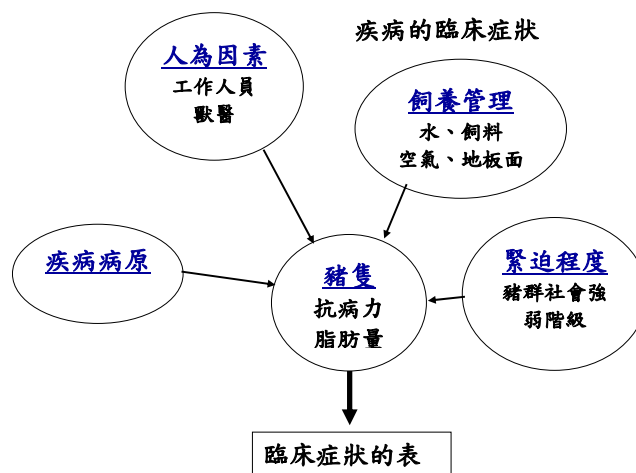 疾病的臨床症狀
人為因素
工作人員
獸醫
飼養管理
水、飼料
空氣、地板面
疾病病原
豬隻
抗病力
脂肪量
緊迫程度
豬群社會強
弱階級
臨床症狀的表